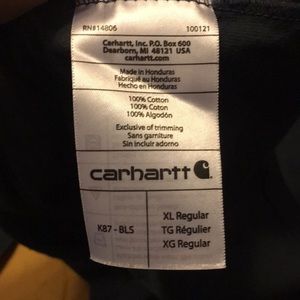 RN#14806 100121
Carhartt, Inc. P.O. Box 600
Dearborn, MI 48121 USA
carhartt.com
Made in Honduras
Fabriqué au Honduras
Hecho en Honduras
100% Cotton
100% Coton
100% Algodón
Exclusive of trimming
Sans garniture
Sin incluir adorno
carhartt
K87 - BLS
XL Regular
TG Regular
XG Regular